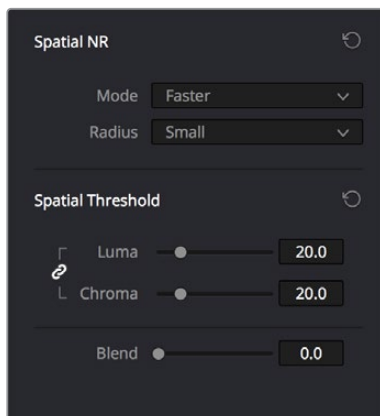 Spatial NR
Mode Faster
Radius Small
Spatial Threshold
Luma 20.0
Chroma 20.0
Blend 0.0